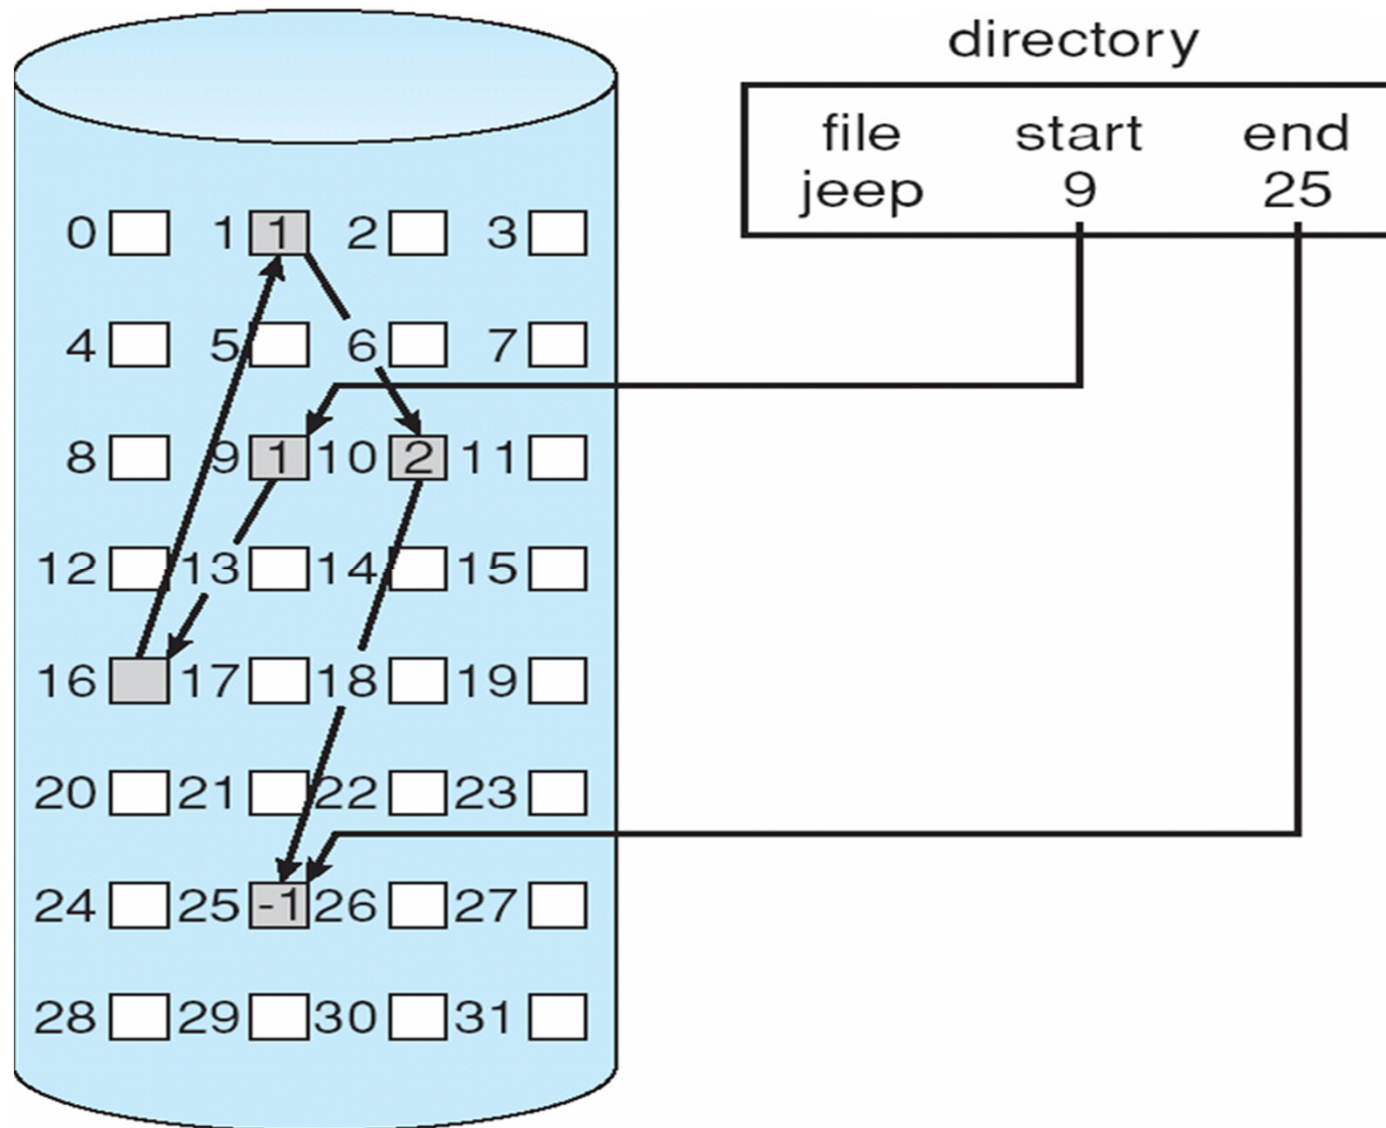 directory
file start end
jeep 9 25
0 1 1 2 3
4 5 6 7
8 9 1 10 2 11
12 13 14 15
16 17 18 19
20 21 22 23
24 25 -1 26 27
28 29 30 31